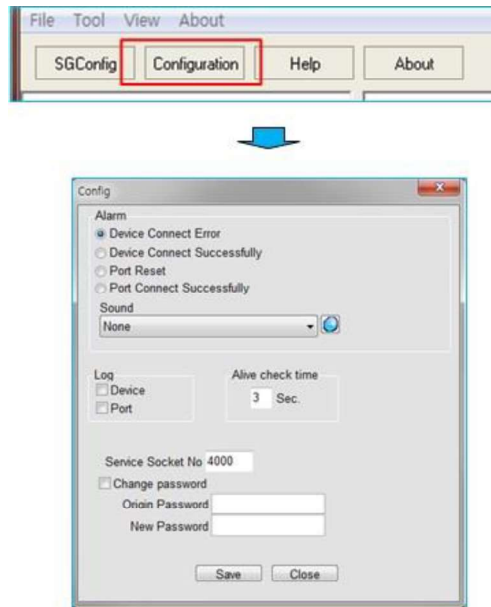 File Tool View About
SGConfig Configuration Help About
Config
Alarm
Device Connect Error
Device Connect Successfully
Port Reset
Port Connect Successfully
Sound
None
Log
Device
Port
Alive check time
3 Sec.
Service Socket No 4000
Change password
Origin Password
New Password
Save Close